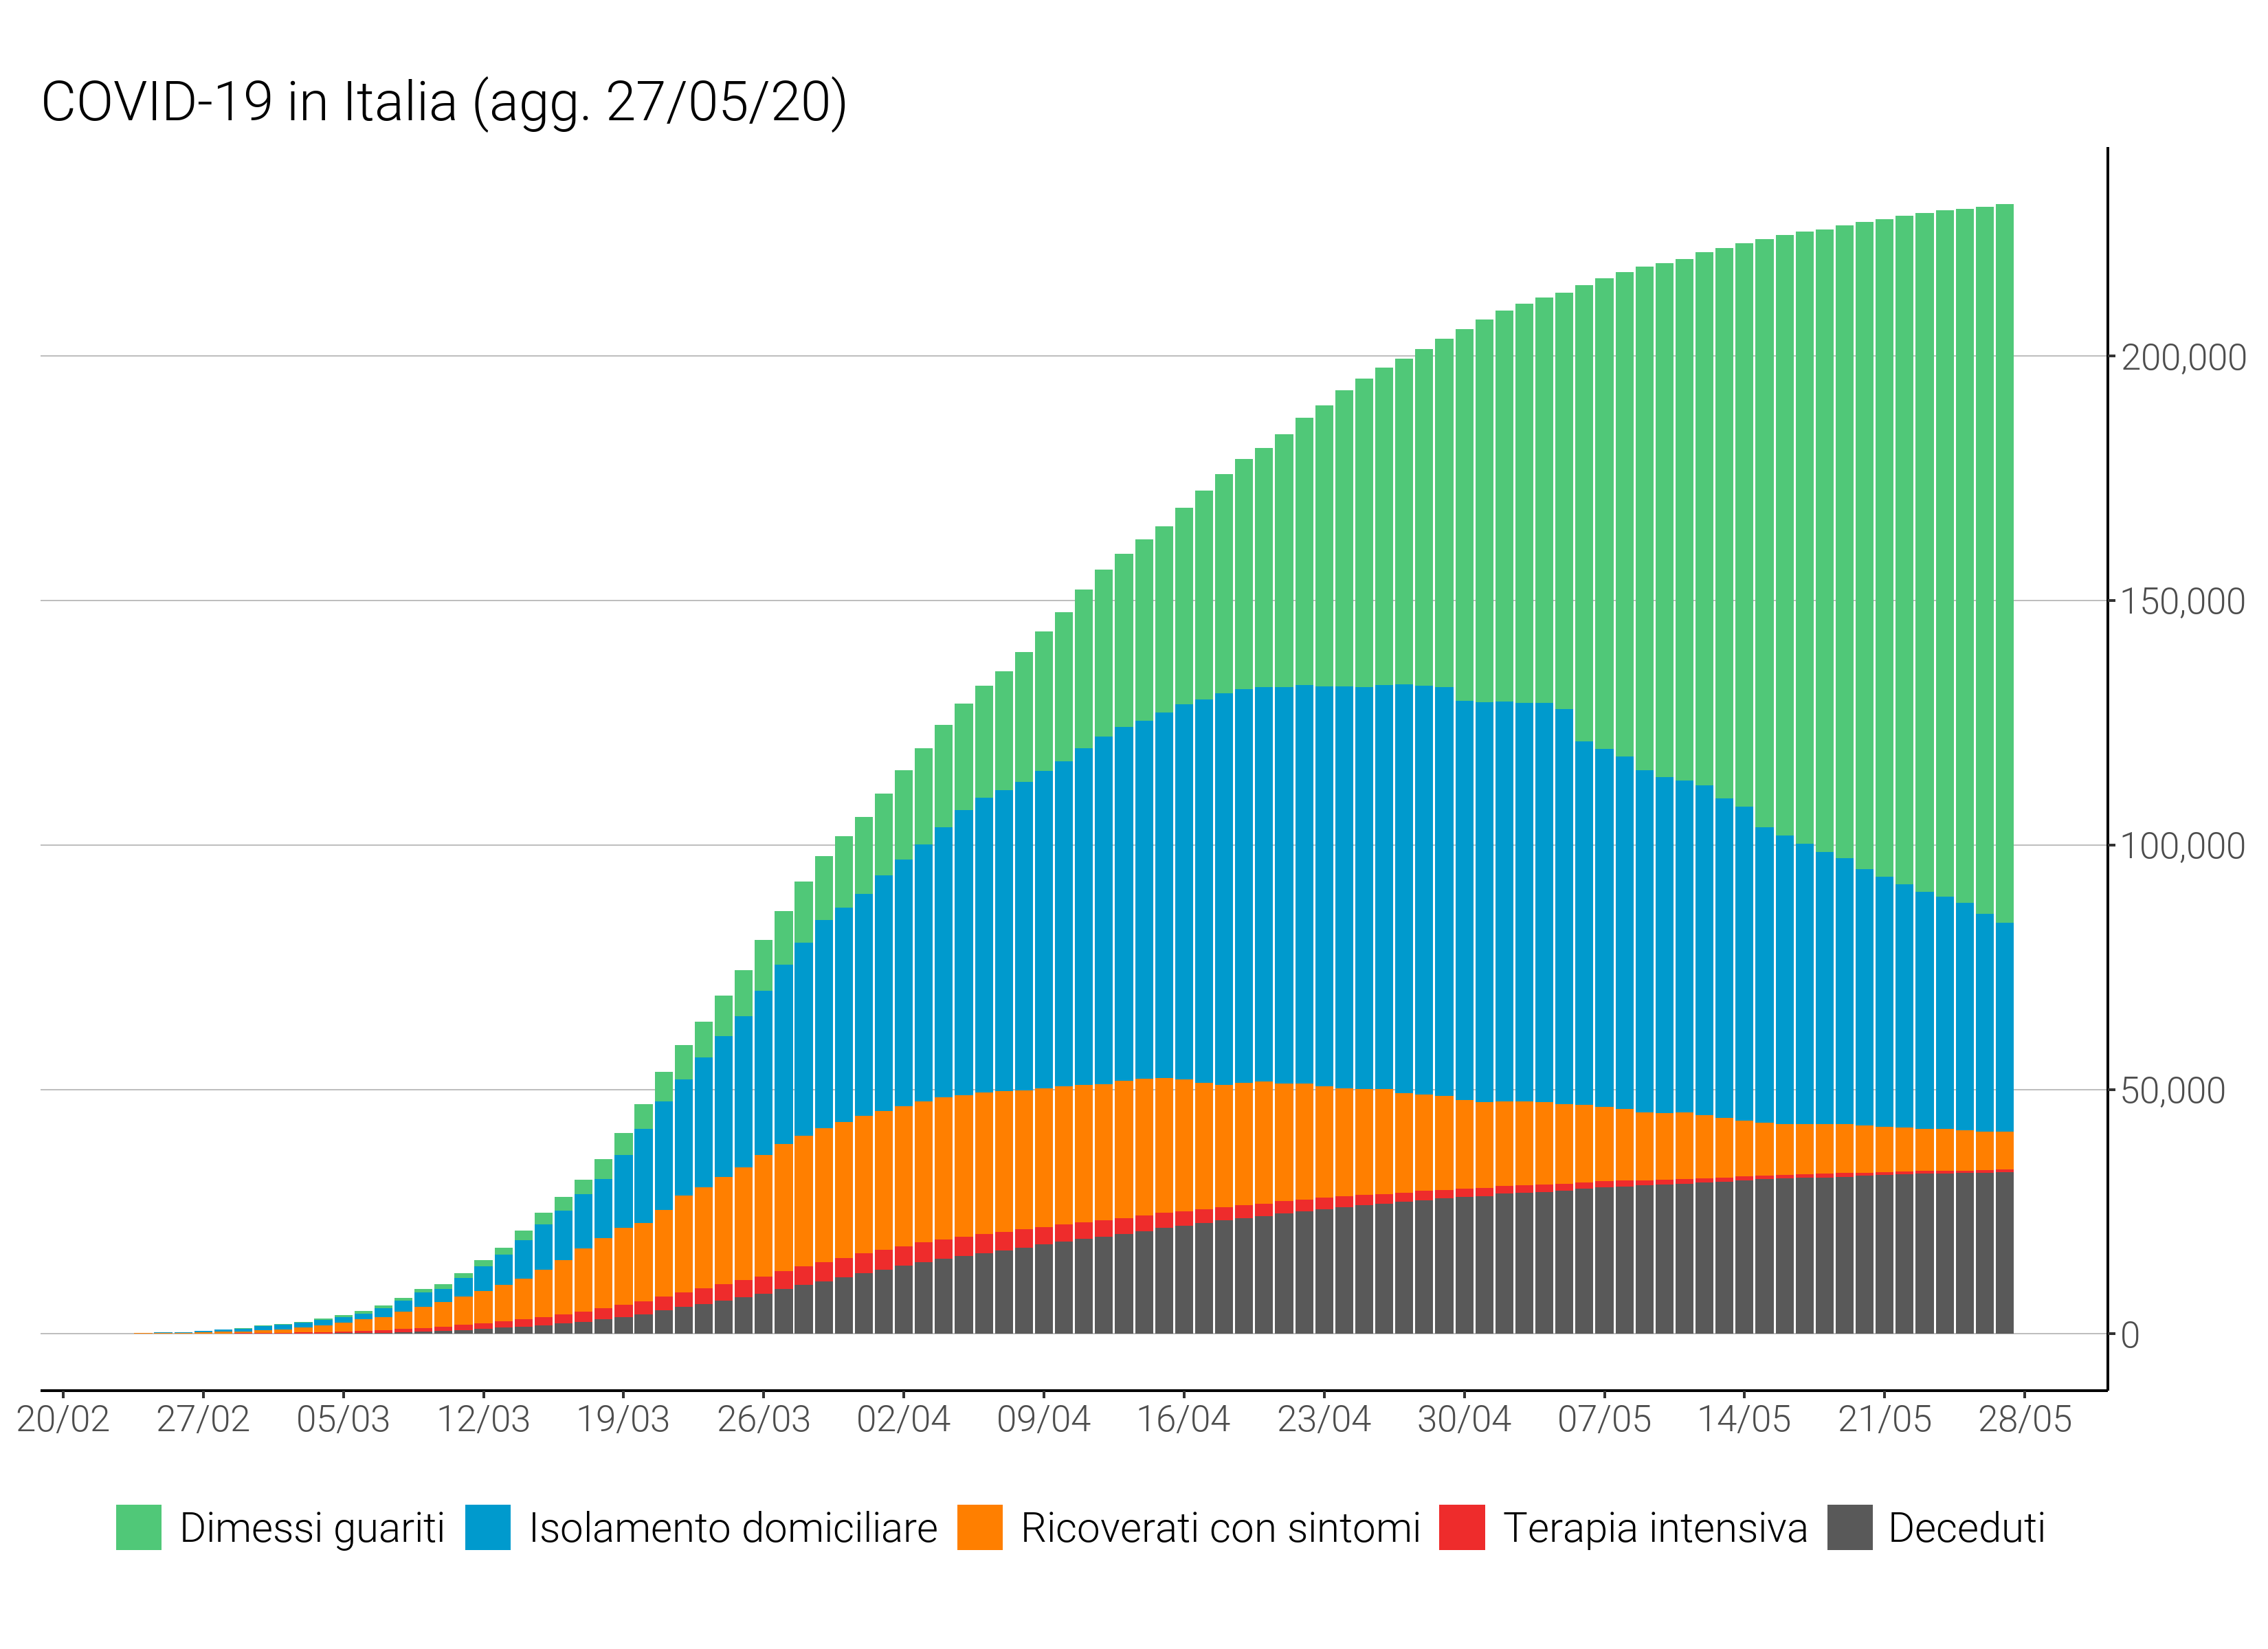 COVID-19 in Italia (agg. 27/05/20)
200,000
150,000
100,000
50,000
0
20/02 27/02 05/03 12/03 19/03 26/03 02/04 09/04 16/04 23/04 30/04 07/05 14/05 21/05 28/05
Dimessi guariti Isolamento domiciliare Ricoverati con sintomi Terapia intensiva Deceduti